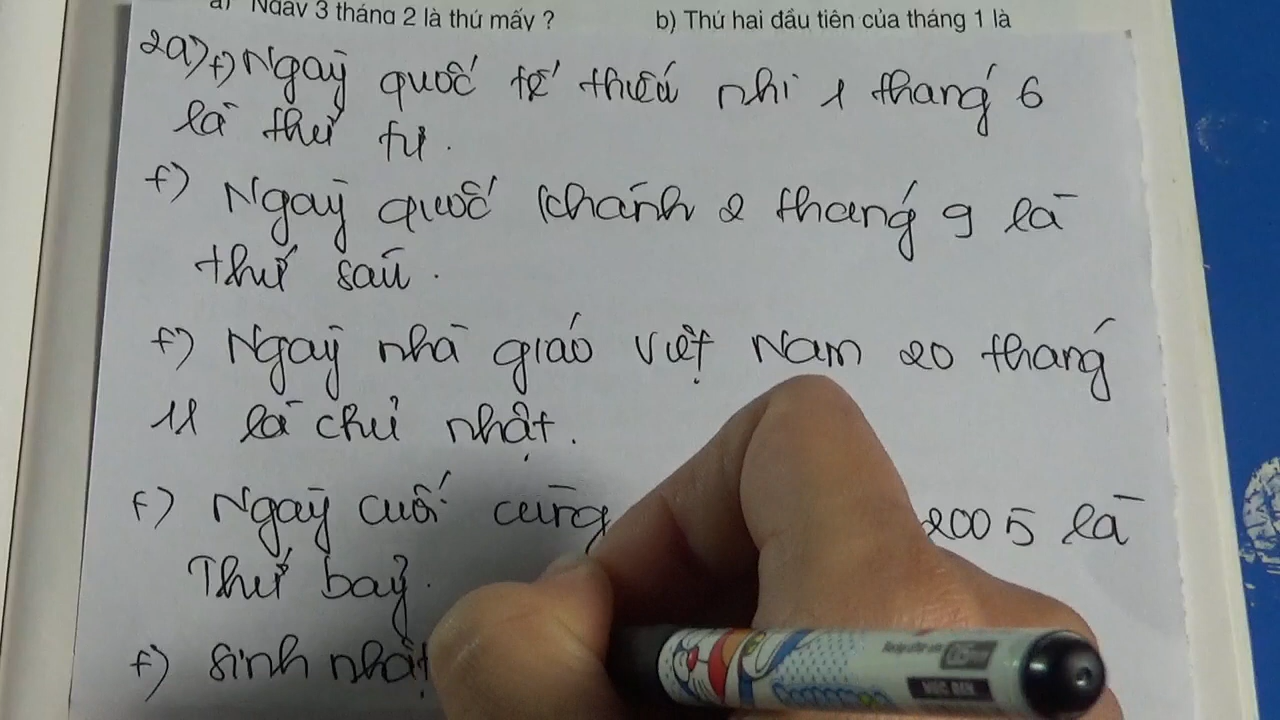 a) Ngày 3 tháng 2 là thứ mấy ?
b) Thứ hai đầu tiên của tháng 1 là
2a) +) Ngày quốc tế thiếu nhi 1 tháng 6
là thứ tư.
+) Ngày quốc khánh 2 tháng 9 là
thứ sáu.
+) Ngày nhà giáo Việt Nam 20 tháng
11 là chủ nhật.
+) Ngày cuối cùng 2005 là
Thứ bảy.
+) sinh nhật